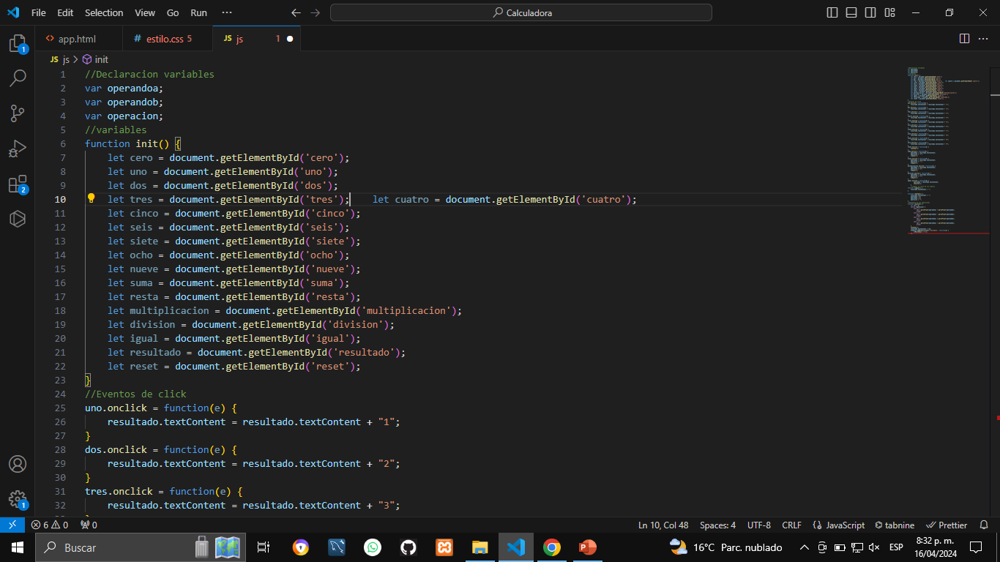 File Edit Selection View Go Run ··· Calculadora
app.html # estilo.css 5 JS js 1
JS js > init
1 //Declaracion variables
2 var operandoa;
3 var operandob;
4 var operacion;
5 //variables
6 function init() {
7 let cero = document.getElementById('cero');
8 let uno = document.getElementById('uno');
9 let dos = document.getElementById('dos');
10 let tres = document.getElementById('tres'); let cuatro = document.getElementById('cuatro');
11 let cinco = document.getElementById('cinco');
12 let seis = document.getElementById('seis');
13 let siete = document.getElementById('siete');
14 let ocho = document.getElementById('ocho');
15 let nueve = document.getElementById('nueve');
16 let suma = document.getElementById('suma');
17 let resta = document.getElementById('resta');
18 let multiplicacion = document.getElementById('multiplicacion');
19 let division = document.getElementById('division');
20 let igual = document.getElementById('igual');
21 let resultado = document.getElementById('resultado');
22 let reset = document.getElementById('reset');
23 }
24 //Eventos de click
25 uno.onclick = function(e) {
26 resultado.textContent = resultado.textContent + "1";
27 }
28 dos.onclick = function(e) {
29 resultado.textContent = resultado.textContent + "2";
30 }
31 tres.onclick = function(e) {
32 resultado.textContent = resultado.textContent + "3";
1
2
1
6 0 0 Ln 10, Col 48 Spaces: 4 UTF-8 CRLF {} JavaScript tabnine Prettier
Buscar 16°C Parc. nublado ESP 8:32 p. m.
16/04/2024